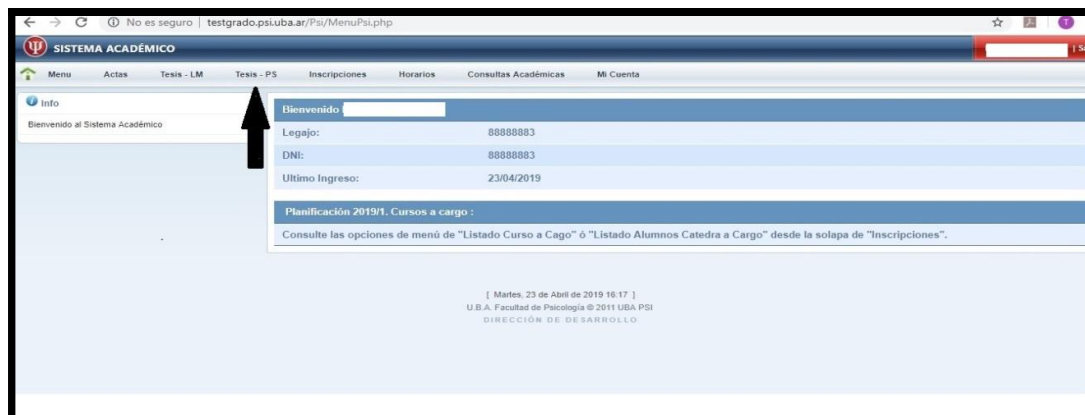 No es seguro | testgrado.psi.uba.ar/Psi/MenuPsi.php
T
Ψ SISTEMA ACADÉMICO
Menu Actas Tesis - LM Tesis - PS Inscripciones Horarios Consultas Académicas Mi Cuenta
Info
Bienvenido al Sistema Académico
Bienvenido
Legajo: 88888883
DNI: 88888883
Ultimo Ingreso: 23/04/2019
Planificación 2019/1. Cursos a cargo :
Consulte las opciones de menú de "Listado Curso a Cago" ó "Listado Alumnos Catedra a Cargo" desde la solapa de "Inscripciones".
[ Martes, 23 de Abril de 2019 16:17 ]
U.B.A. Facultad de Psicología © 2011 UBA PSI
DIRECCIÓN DE DESARROLLO